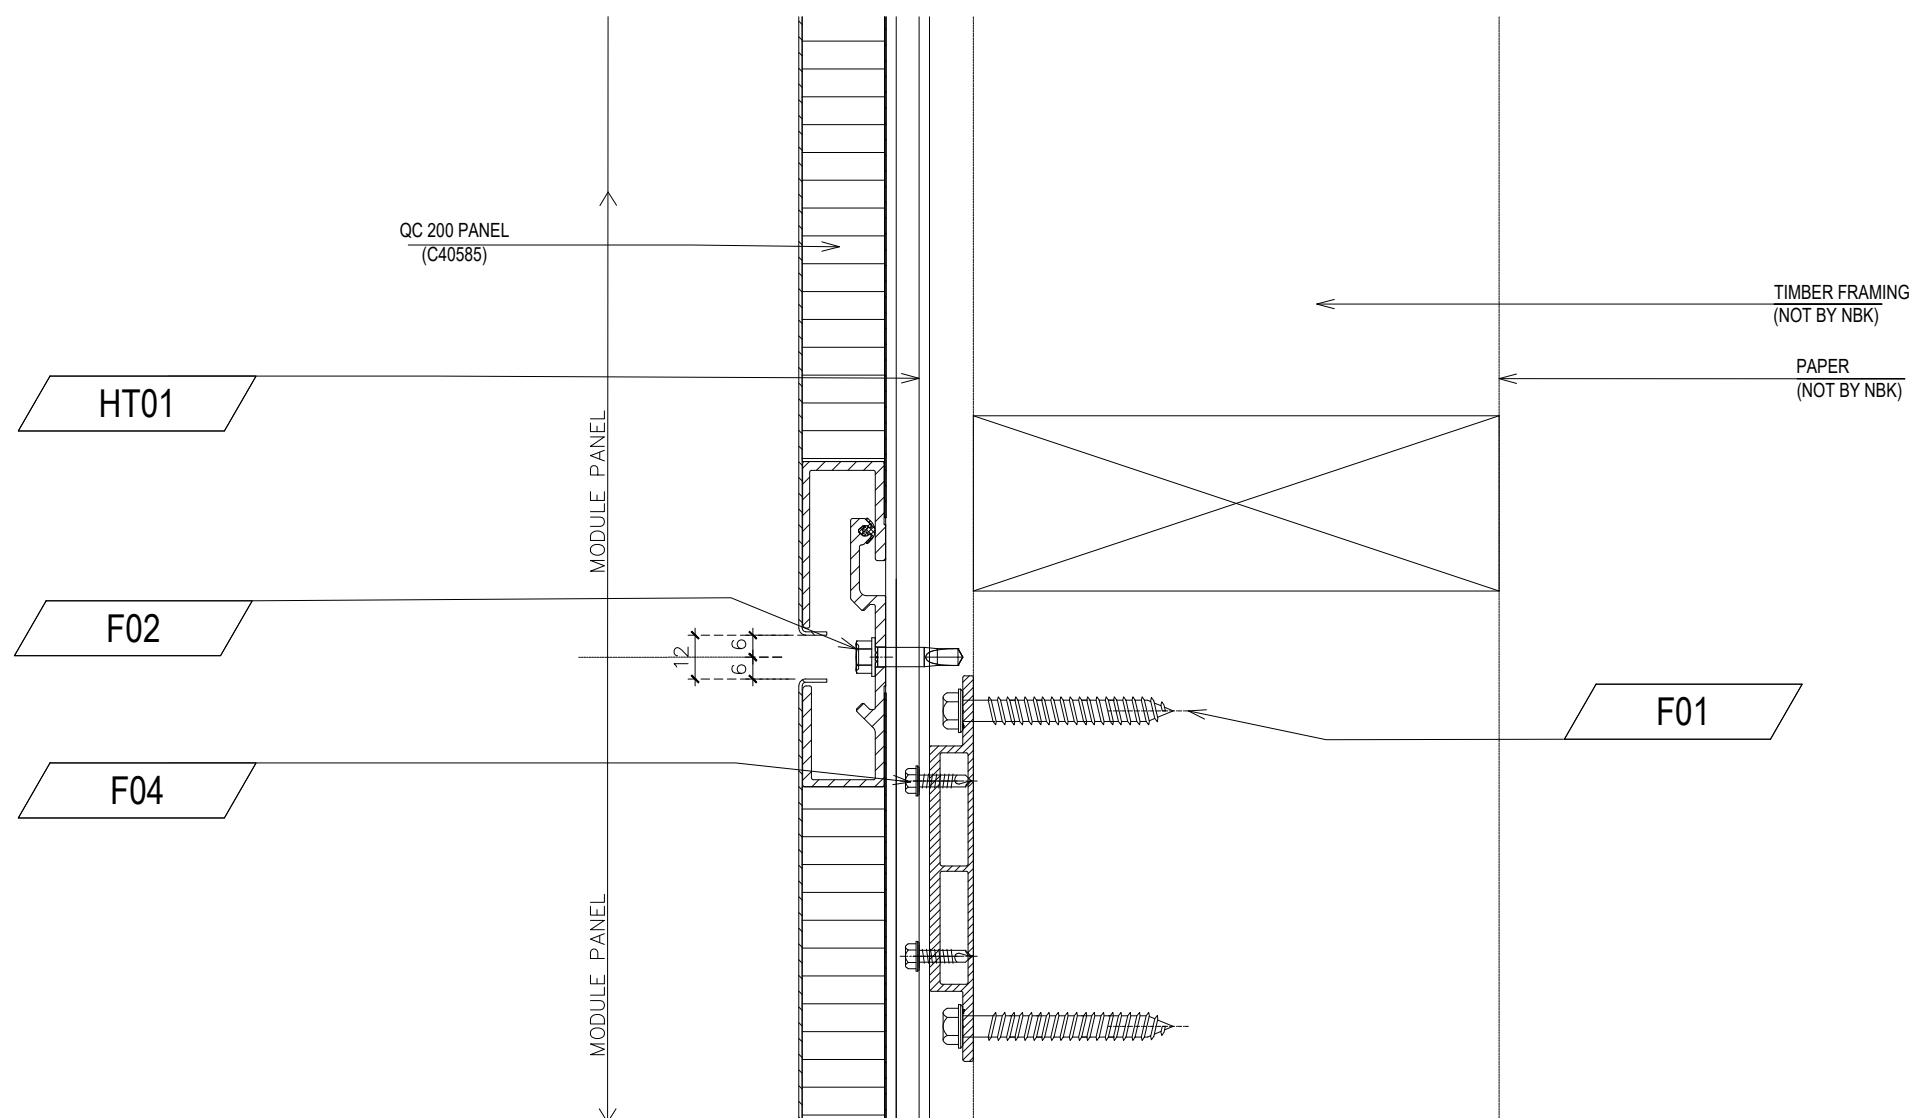 QC 200 PANEL
(C40585)
TIMBER FRAMING
(NOT BY NBK)
PAPER
(NOT BY NBK)
HT01
MODULE PANEL
F02
12
6
6
F01
F04
MODULE PANEL